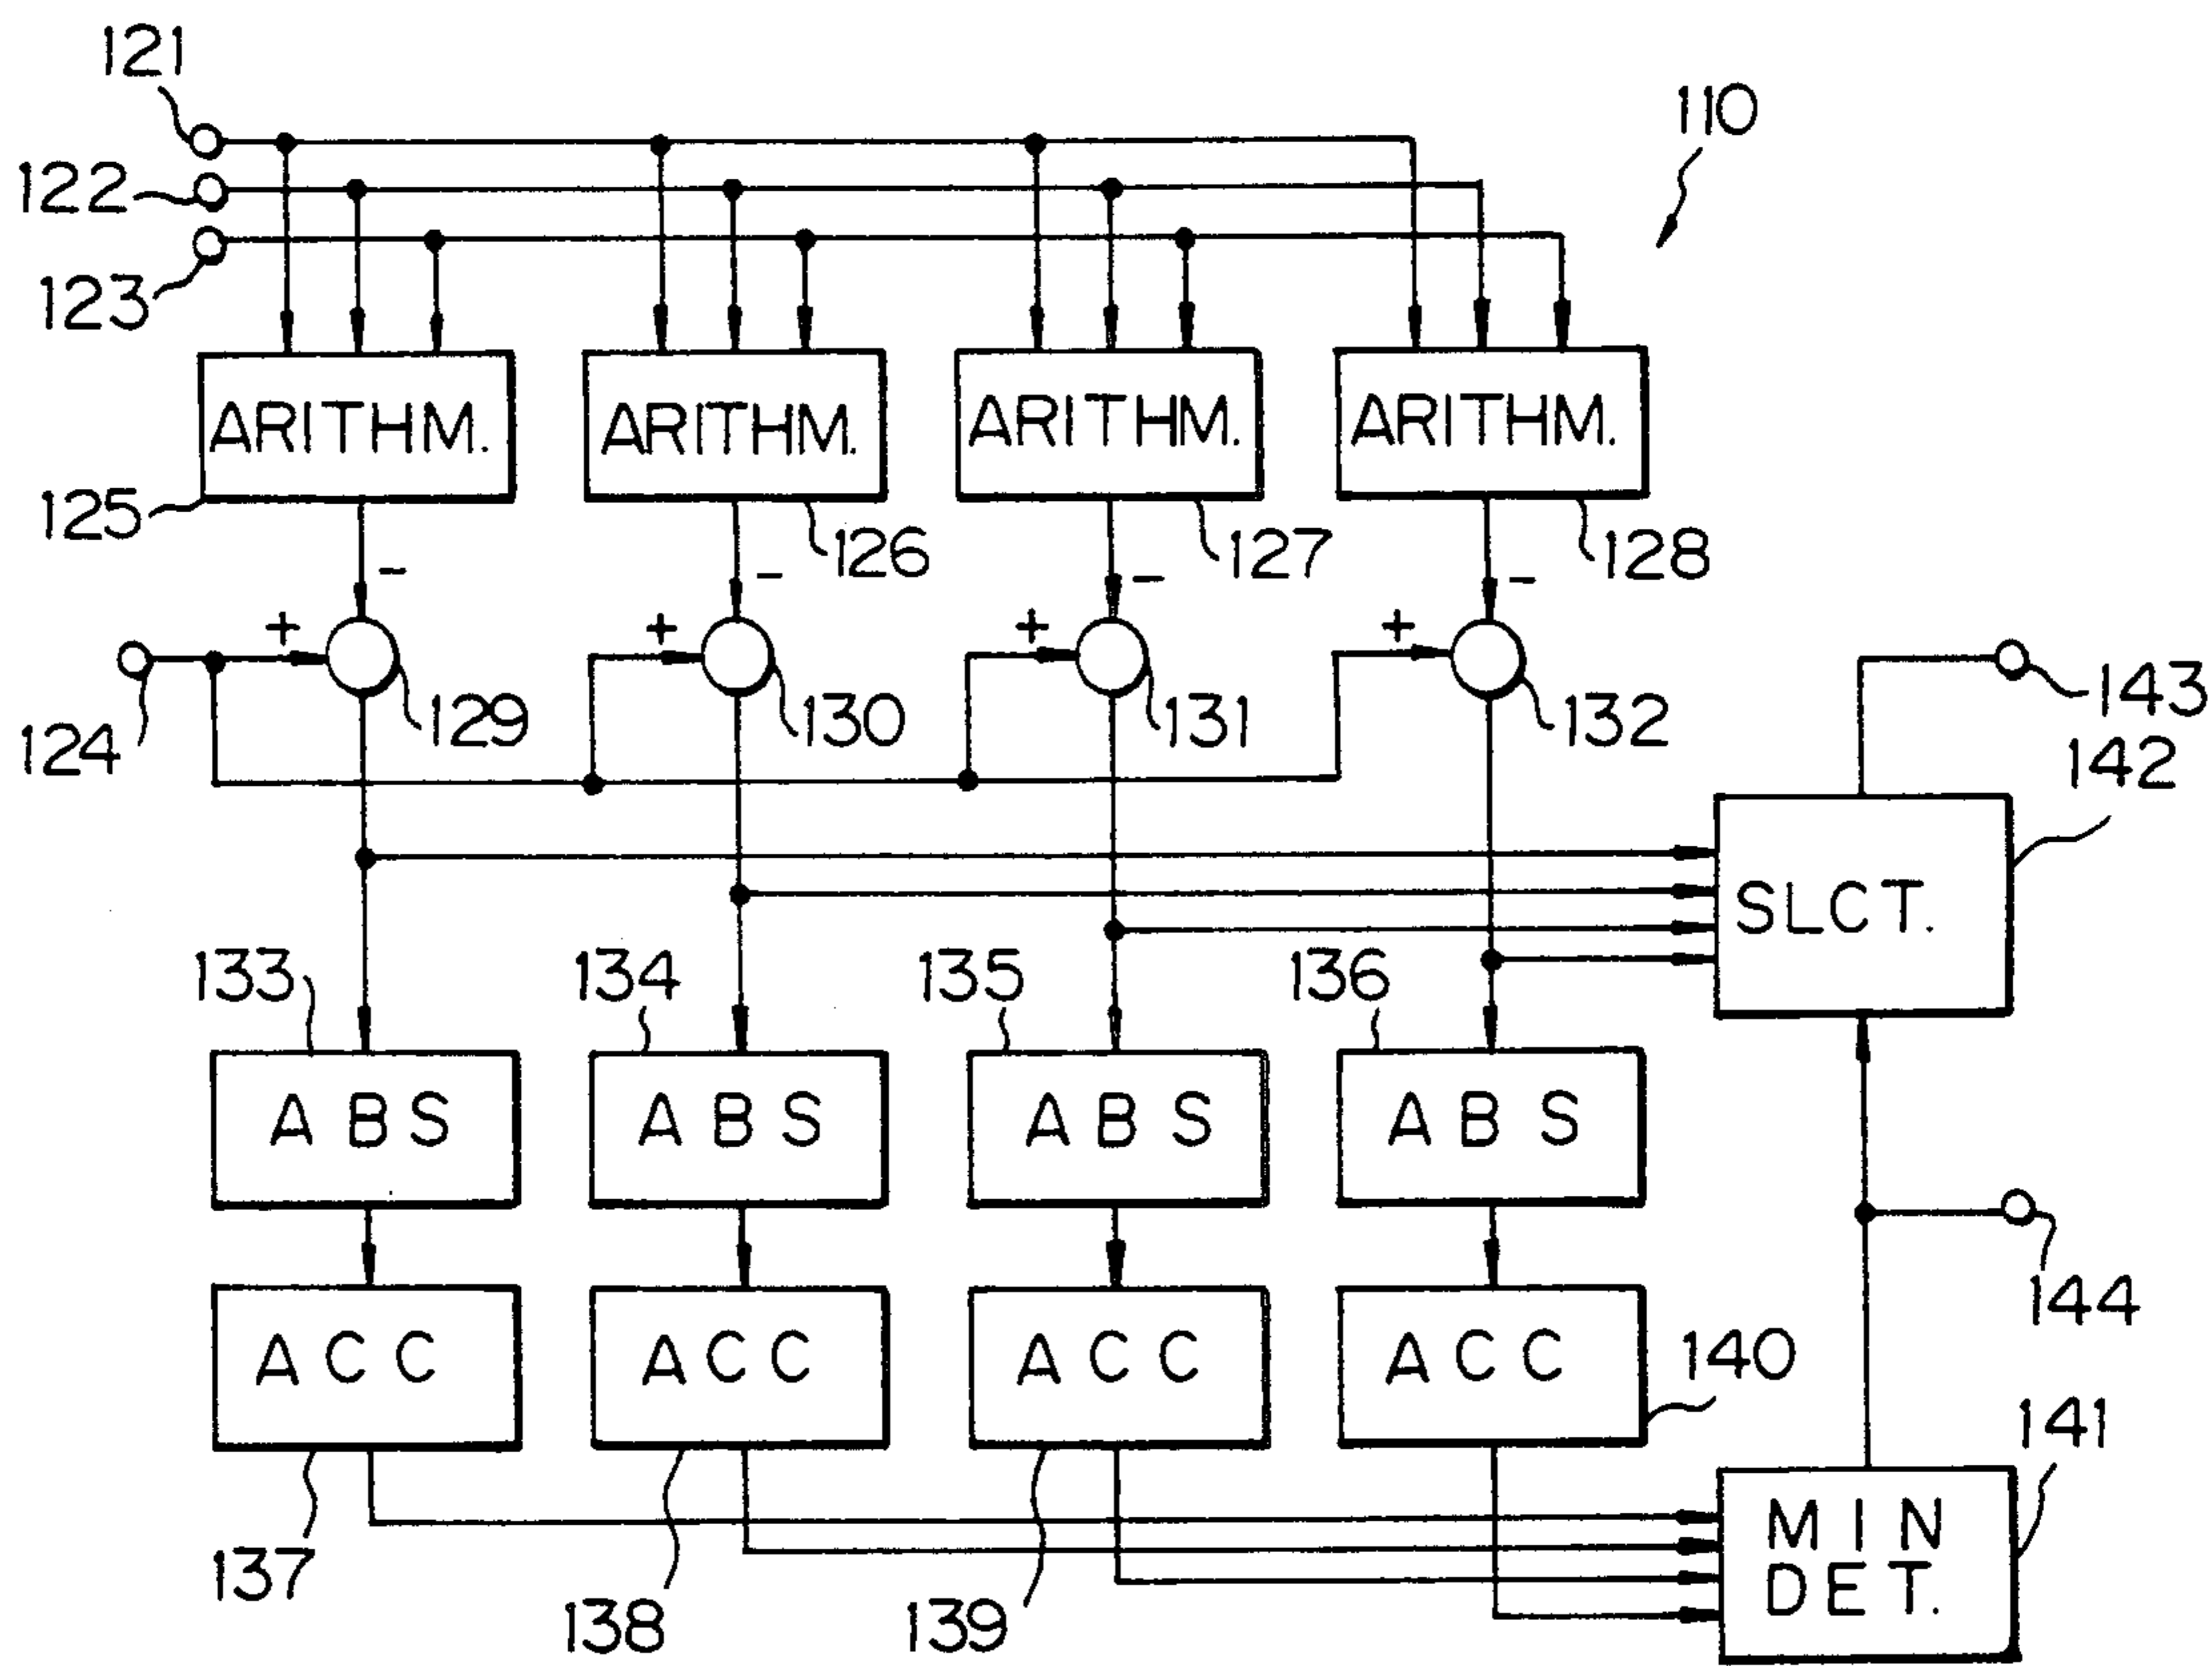 121
110
122
123
ARITHM. ARITHM. ARITHM. ARITHM.
125 126 127 128
- - - -
+ + + +
124 129 130 131 132 143
142
SLCT.
133 134 135 136
ABS ABS ABS ABS
144
ACC ACC ACC ACC 140
141
MIN
DET.
137 138 139